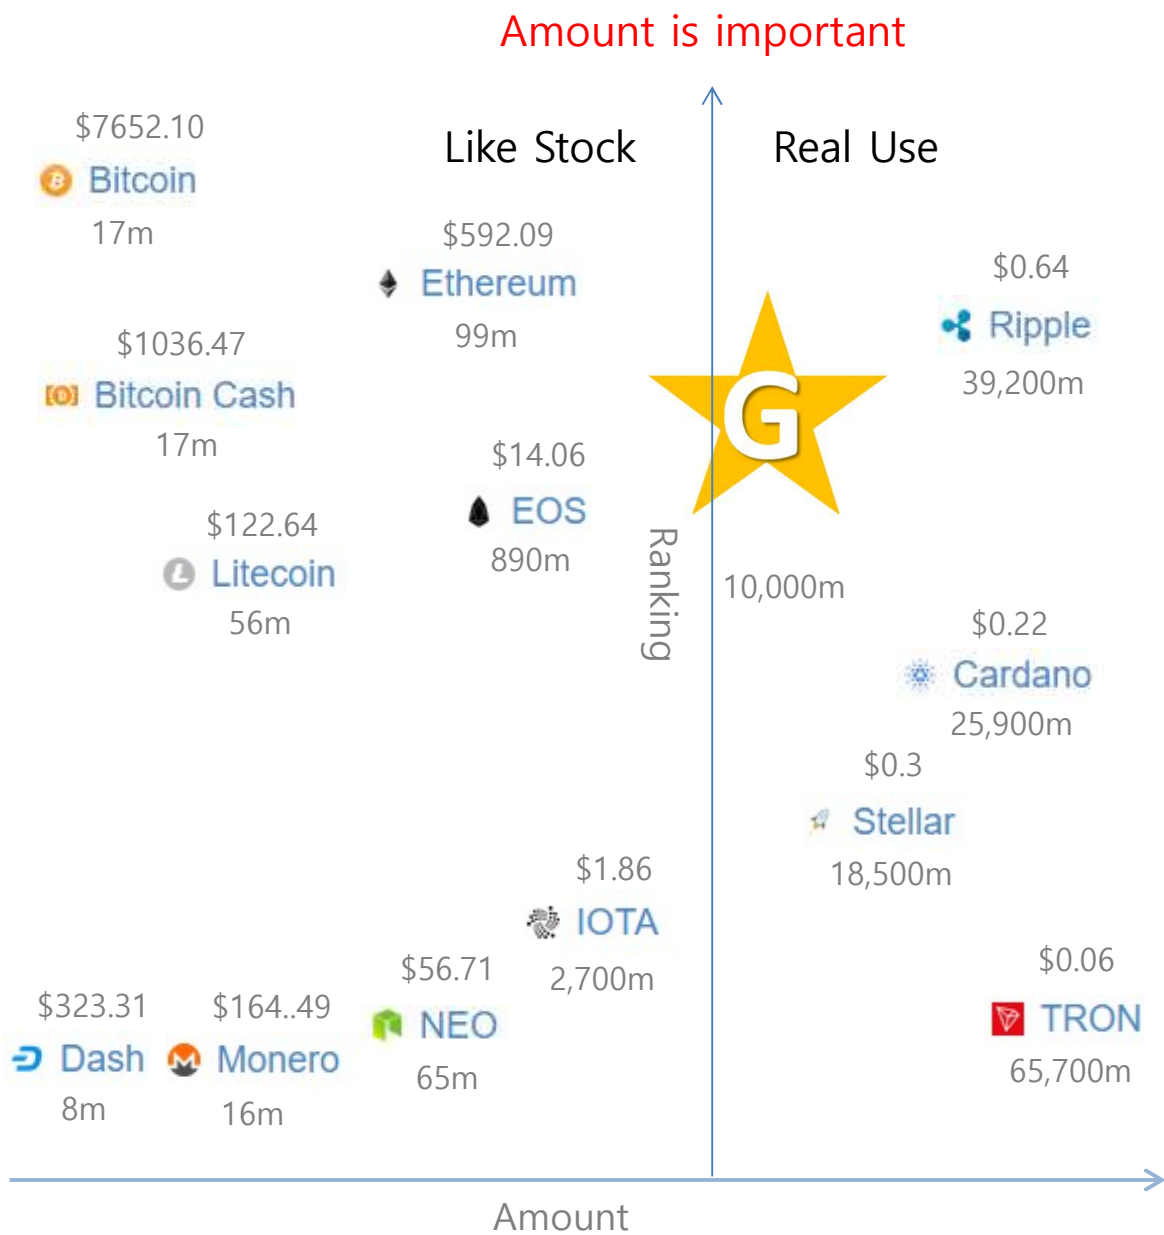 Amount is important
Like Stock
Real Use
$7652.10
Bitcoin
17m
$592.09
Ethereum
99m
$0.64
Ripple
39,200m
$1036.47
Bitcoin Cash
17m
G
$14.06
EOS
890m
$122.64
Litecoin
56m
Ranking
10,000m
$0.22
Cardano
25,900m
$0.3
Stellar
18,500m
$1.86
IOTA
2,700m
$56.71
NEO
65m
$0.06
TRON
65,700m
$323.31
Dash
8m
$164..49
Monero
16m
Amount